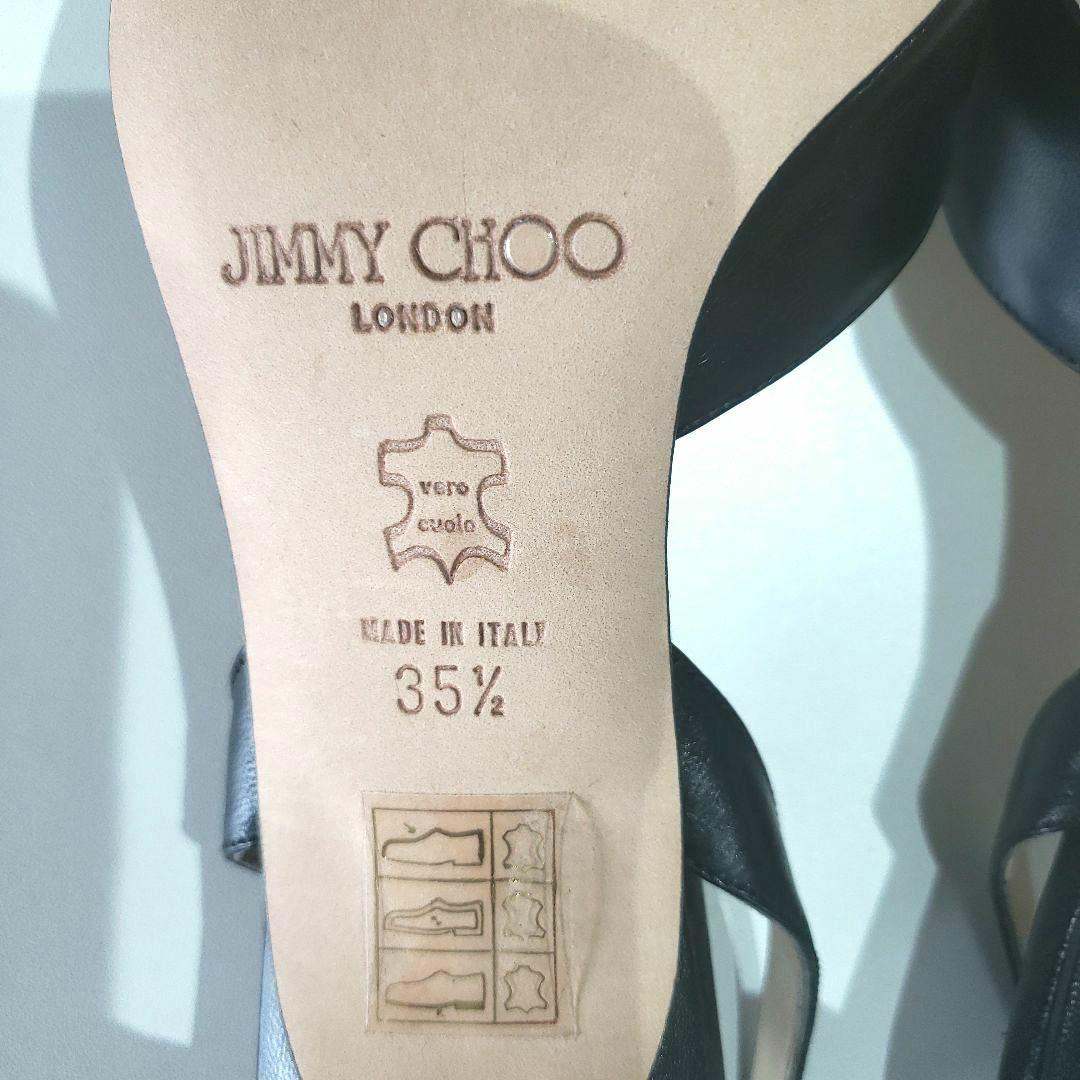 JIMMY CHOO
LONDON
vero
cuoio
MADE IN ITALY
35½